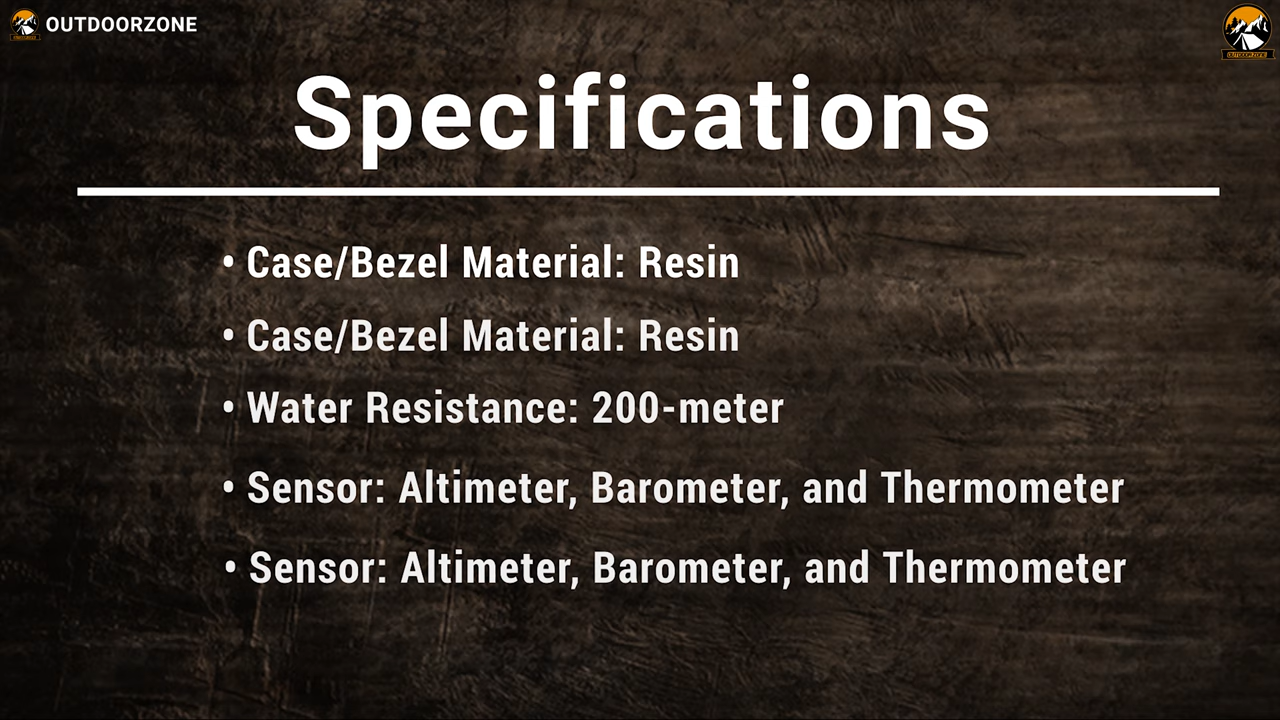 OUTDOORZONE
OUTDOORZONE
Specifications
• Case/Bezel Material: Resin
• Case/Bezel Material: Resin
• Water Resistance: 200-meter
• Sensor: Altimeter, Barometer, and Thermometer
• Sensor: Altimeter, Barometer, and Thermometer